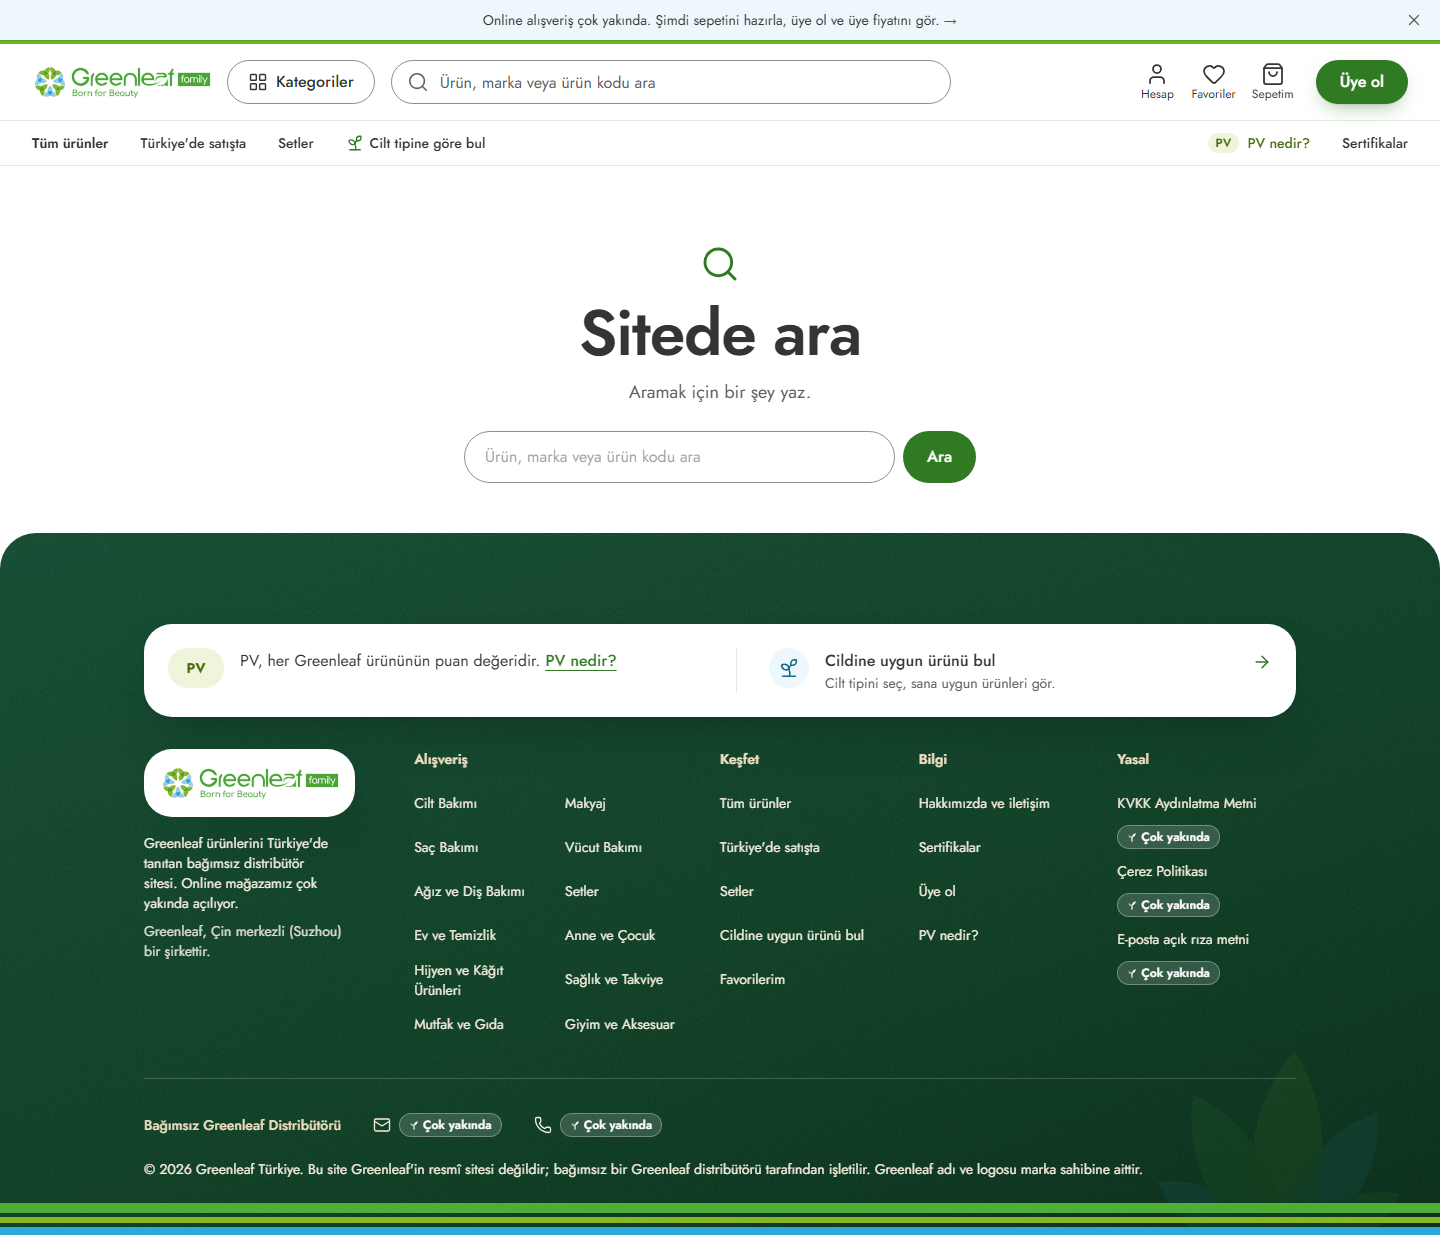 Online alışveriş çok yakında. Şimdi sepetini hazırla, üye ol ve üye fiyatını gör. →
Greenleaf family
Born for Beauty
Kategoriler
Ürün, marka veya ürün kodu ara
Hesap
Favoriler
Sepetim
Üye ol
Tüm ürünler
Türkiye'de satışta
Setler
Cilt tipine göre bul
PV
PV nedir?
Sertifikalar
Sitede ara
Aramak için bir şey yaz.
Ürün, marka veya ürün kodu ara
Ara
PV
PV, her Greenleaf ürününün puan değeridir. PV nedir?
Cildine uygun ürünü bul
Cilt tipini seç, sana uygun ürünleri gör.
Greenleaf family
Born for Beauty
Greenleaf ürünlerini Türkiye'de
tanıtan bağımsız distribütör
sitesi. Online mağazamız çok
yakında açılıyor.
Greenleaf, Çin merkezli (Suzhou)
bir şirkettir.
Alışveriş
Cilt Bakımı
Makyaj
Saç Bakımı
Vücut Bakımı
Ağız ve Diş Bakımı
Setler
Ev ve Temizlik
Anne ve Çocuk
Hijyen ve Kâğıt
Ürünleri
Sağlık ve Takviye
Mutfak ve Gıda
Giyim ve Aksesuar
Keşfet
Tüm ürünler
Türkiye'de satışta
Setler
Cildine uygun ürünü bul
Favorilerim
Bilgi
Hakkımızda ve iletişim
Sertifikalar
Üye ol
PV nedir?
Yasal
KVKK Aydınlatma Metni
Çok yakında
Çerez Politikası
Çok yakında
E-posta açık rıza metni
Çok yakında
Bağımsız Greenleaf Distribütörü
Çok yakında
Çok yakında
© 2026 Greenleaf Türkiye. Bu site Greenleaf'in resmî sitesi değildir; bağımsız bir Greenleaf distribütörü tarafından işletilir. Greenleaf adı ve logosu marka sahibine aittir.